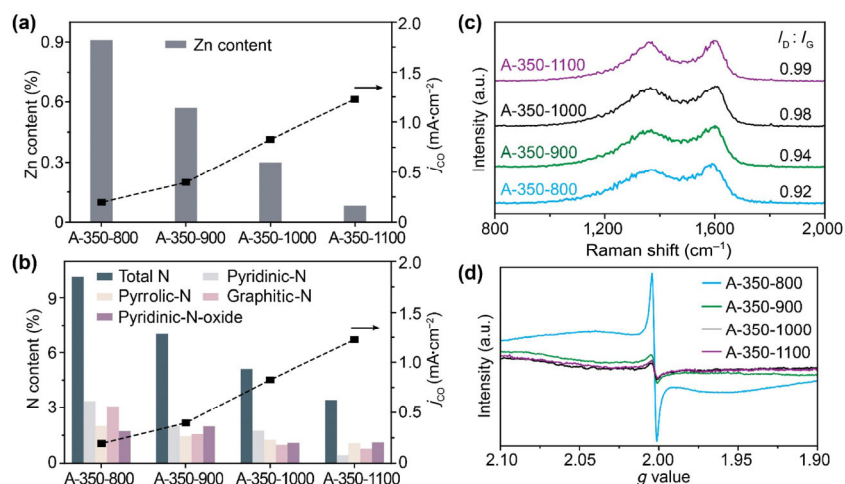 (a)
Zn content (%)
0.9
0.6
0.3
0
Zn content
2.0
1.5
1.0
0.5
0
jCO (mA·cm−2)
A-350-800 A-350-900 A-350-1000 A-350-1100
(b)
N content (%)
9
6
3
0
Total N Pyridinic-N
Pyrrolic-N Graphitic-N
Pyridinic-N-oxide
2.0
1.5
1.0
0.5
0
jCO (mA·cm−2)
A-350-800 A-350-900 A-350-1000 A-350-1100
(c)
Intensity (a.u.)
ID : IG
A-350-1100 0.99
A-350-1000 0.98
A-350-900 0.94
A-350-800 0.92
800 1,200 1,600 2,000
Raman shift (cm−1)
(d)
Intensity (a.u.)
A-350-800
A-350-900
A-350-1000
A-350-1100
2.10 2.05 2.00 1.95 1.90
g value